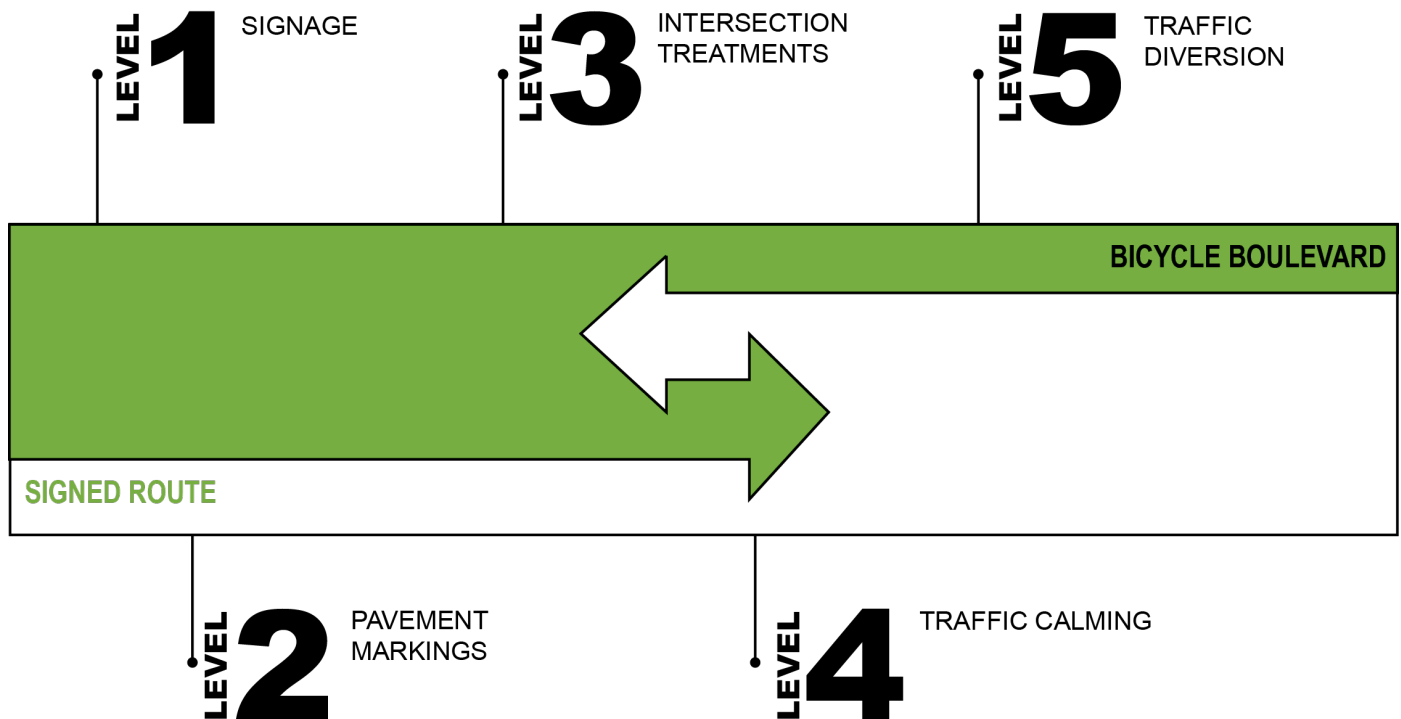 LEVEL 1 SIGNAGE
LEVEL 3 INTERSECTION
TREATMENTS
LEVEL 5 TRAFFIC
DIVERSION
BICYCLE BOULEVARD
SIGNED ROUTE
LEVEL 2 PAVEMENT
MARKINGS
LEVEL 4 TRAFFIC CALMING